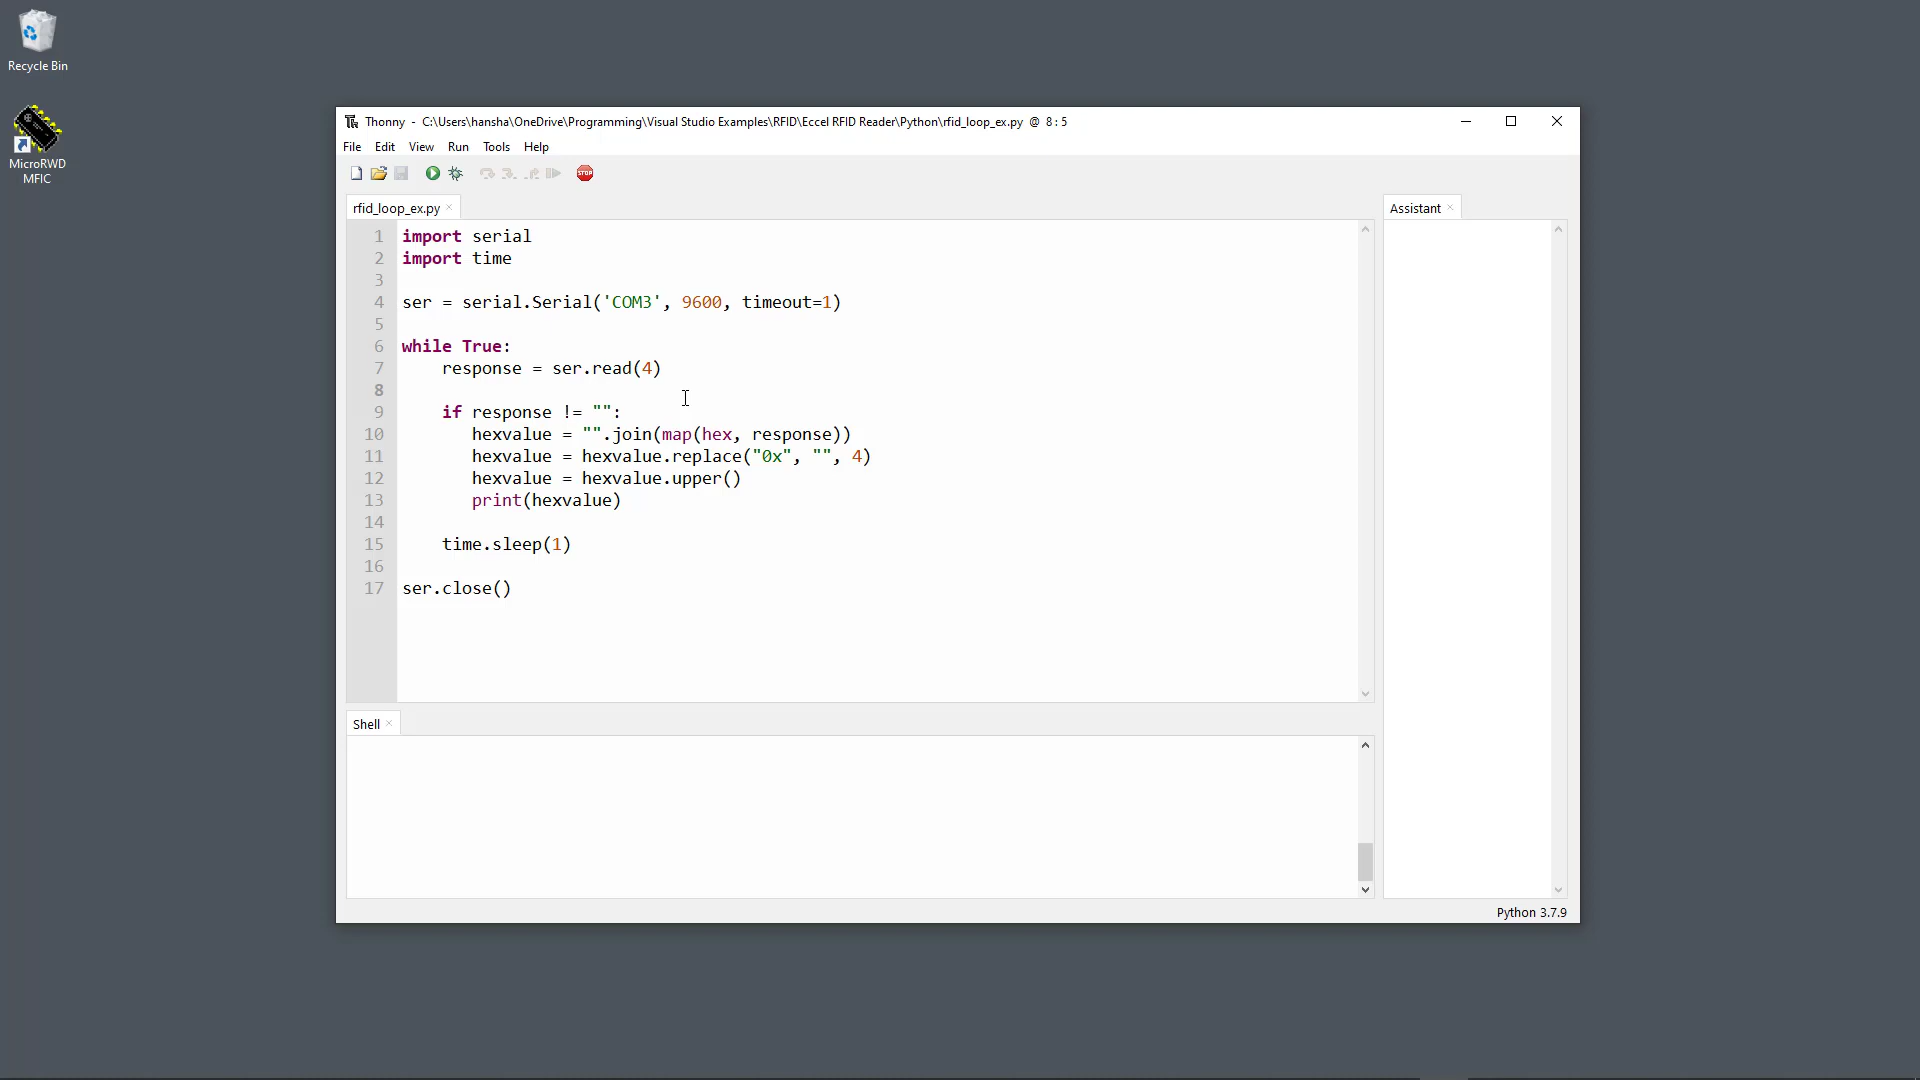 Recycle Bin
MicroRWD
MFIC
Thonny - C:\Users\hansha\OneDrive\Programming\Visual Studio Examples\RFID\Eccel RFID Reader\Python\rfid_loop_ex.py @ 8:5
File Edit View Run Tools Help
STOP
rfid_loop_ex.py
1 import serial
2 import time
3
4 ser = serial.Serial('COM3', 9600, timeout=1)
5
6 while True:
7     response = ser.read(4)
8
9     if response != "":
10        hexvalue = "".join(map(hex, response))
11        hexvalue = hexvalue.replace("0x", "", 4)
12        hexvalue = hexvalue.upper()
13        print(hexvalue)
14
15     time.sleep(1)
16
17 ser.close()
Assistant
Shell
Python 3.7.9